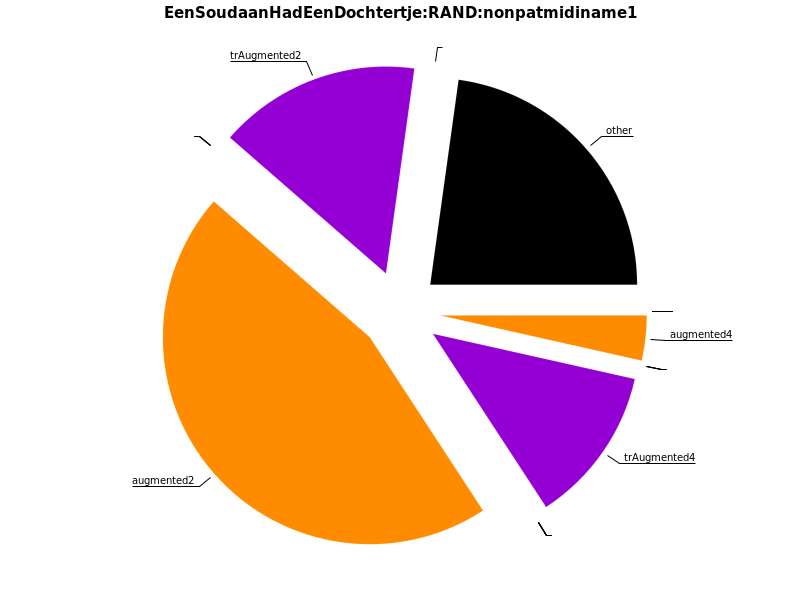 EenSoudaanHadEenDochtertje:RAND:nonpatmidiname1
trAugmented2
other
augmented4
trAugmented4
augmented2